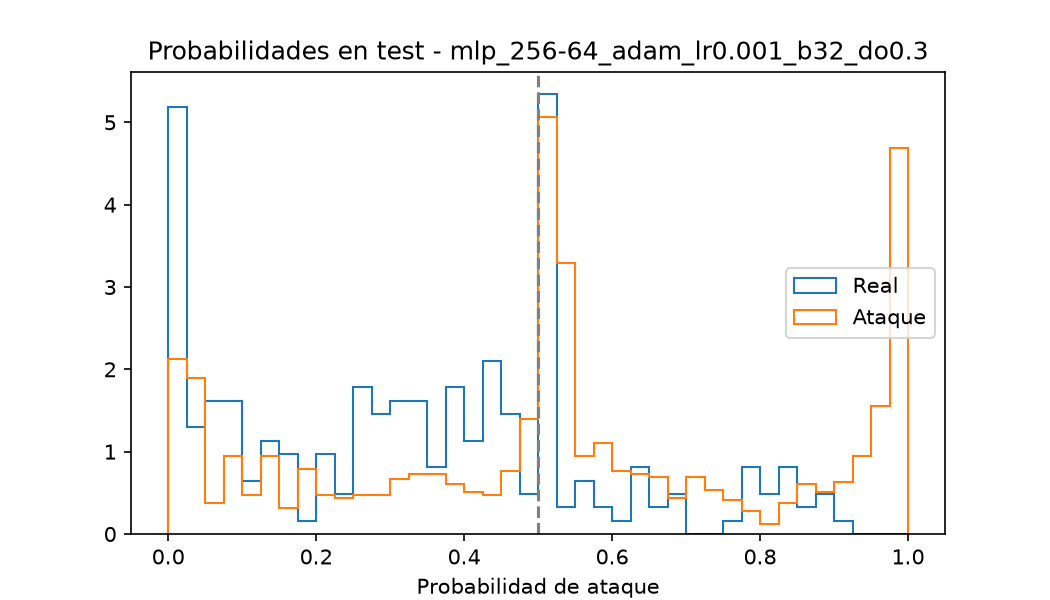 Probabilidades en test - mlp_256-64_adam_lr0.001_b32_do0.3
5
4
3
2
1
0
Real
Ataque
0.0 0.2 0.4 0.6 0.8 1.0
Probabilidad de ataque